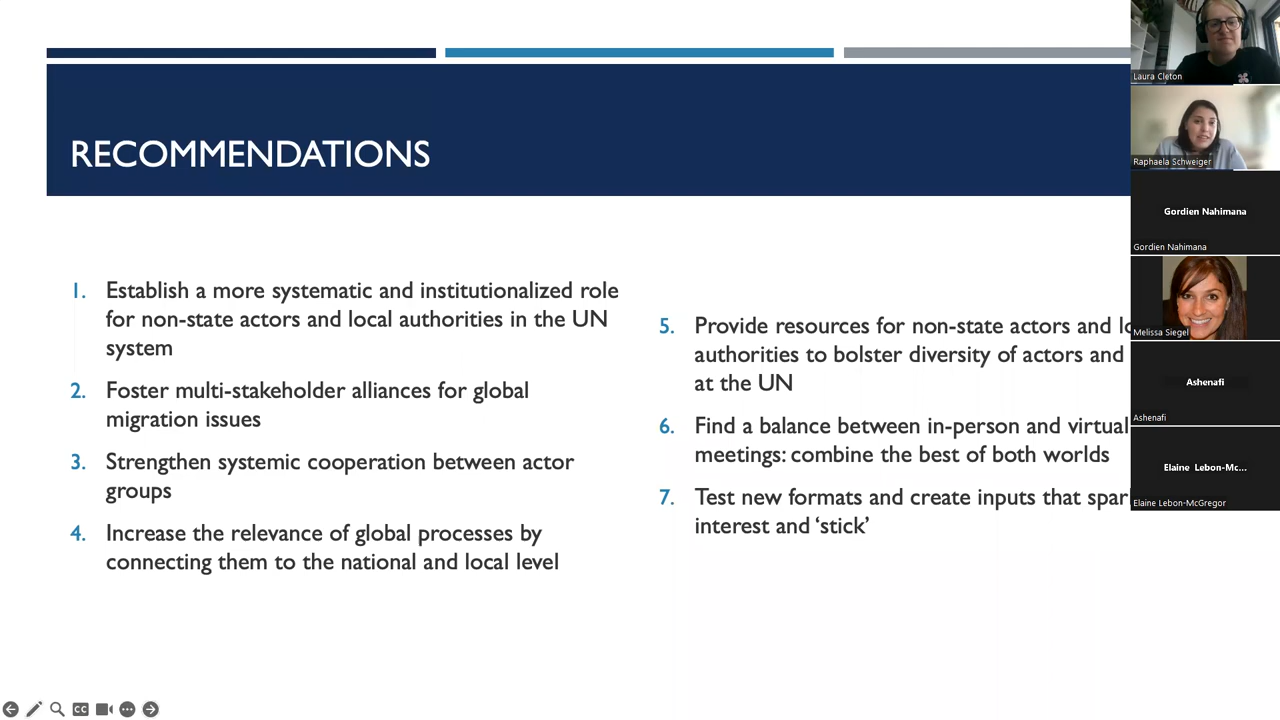 RECOMMENDATIONS
1. Establish a more systematic and institutionalized role
for non-state actors and local authorities in the UN
system
2. Foster multi-stakeholder alliances for global
migration issues
3. Strengthen systemic cooperation between actor
groups
4. Increase the relevance of global processes by
connecting them to the national and local level
5. Provide resources for non-state actors and
authorities to bolster diversity of actors and
at the UN
6. Find a balance between in-person and virtual
meetings: combine the best of both worlds
7. Test new formats and create inputs that
interest and ‘stick’
Laura Cleton
Raphaela Schweiger
Gordien Nahimana
Gordien Nahimana
Melissa Siegel
Ashenafi
Ashenafi
Elaine Lebon-Mc...
Elaine Lebon-McGregor
CC